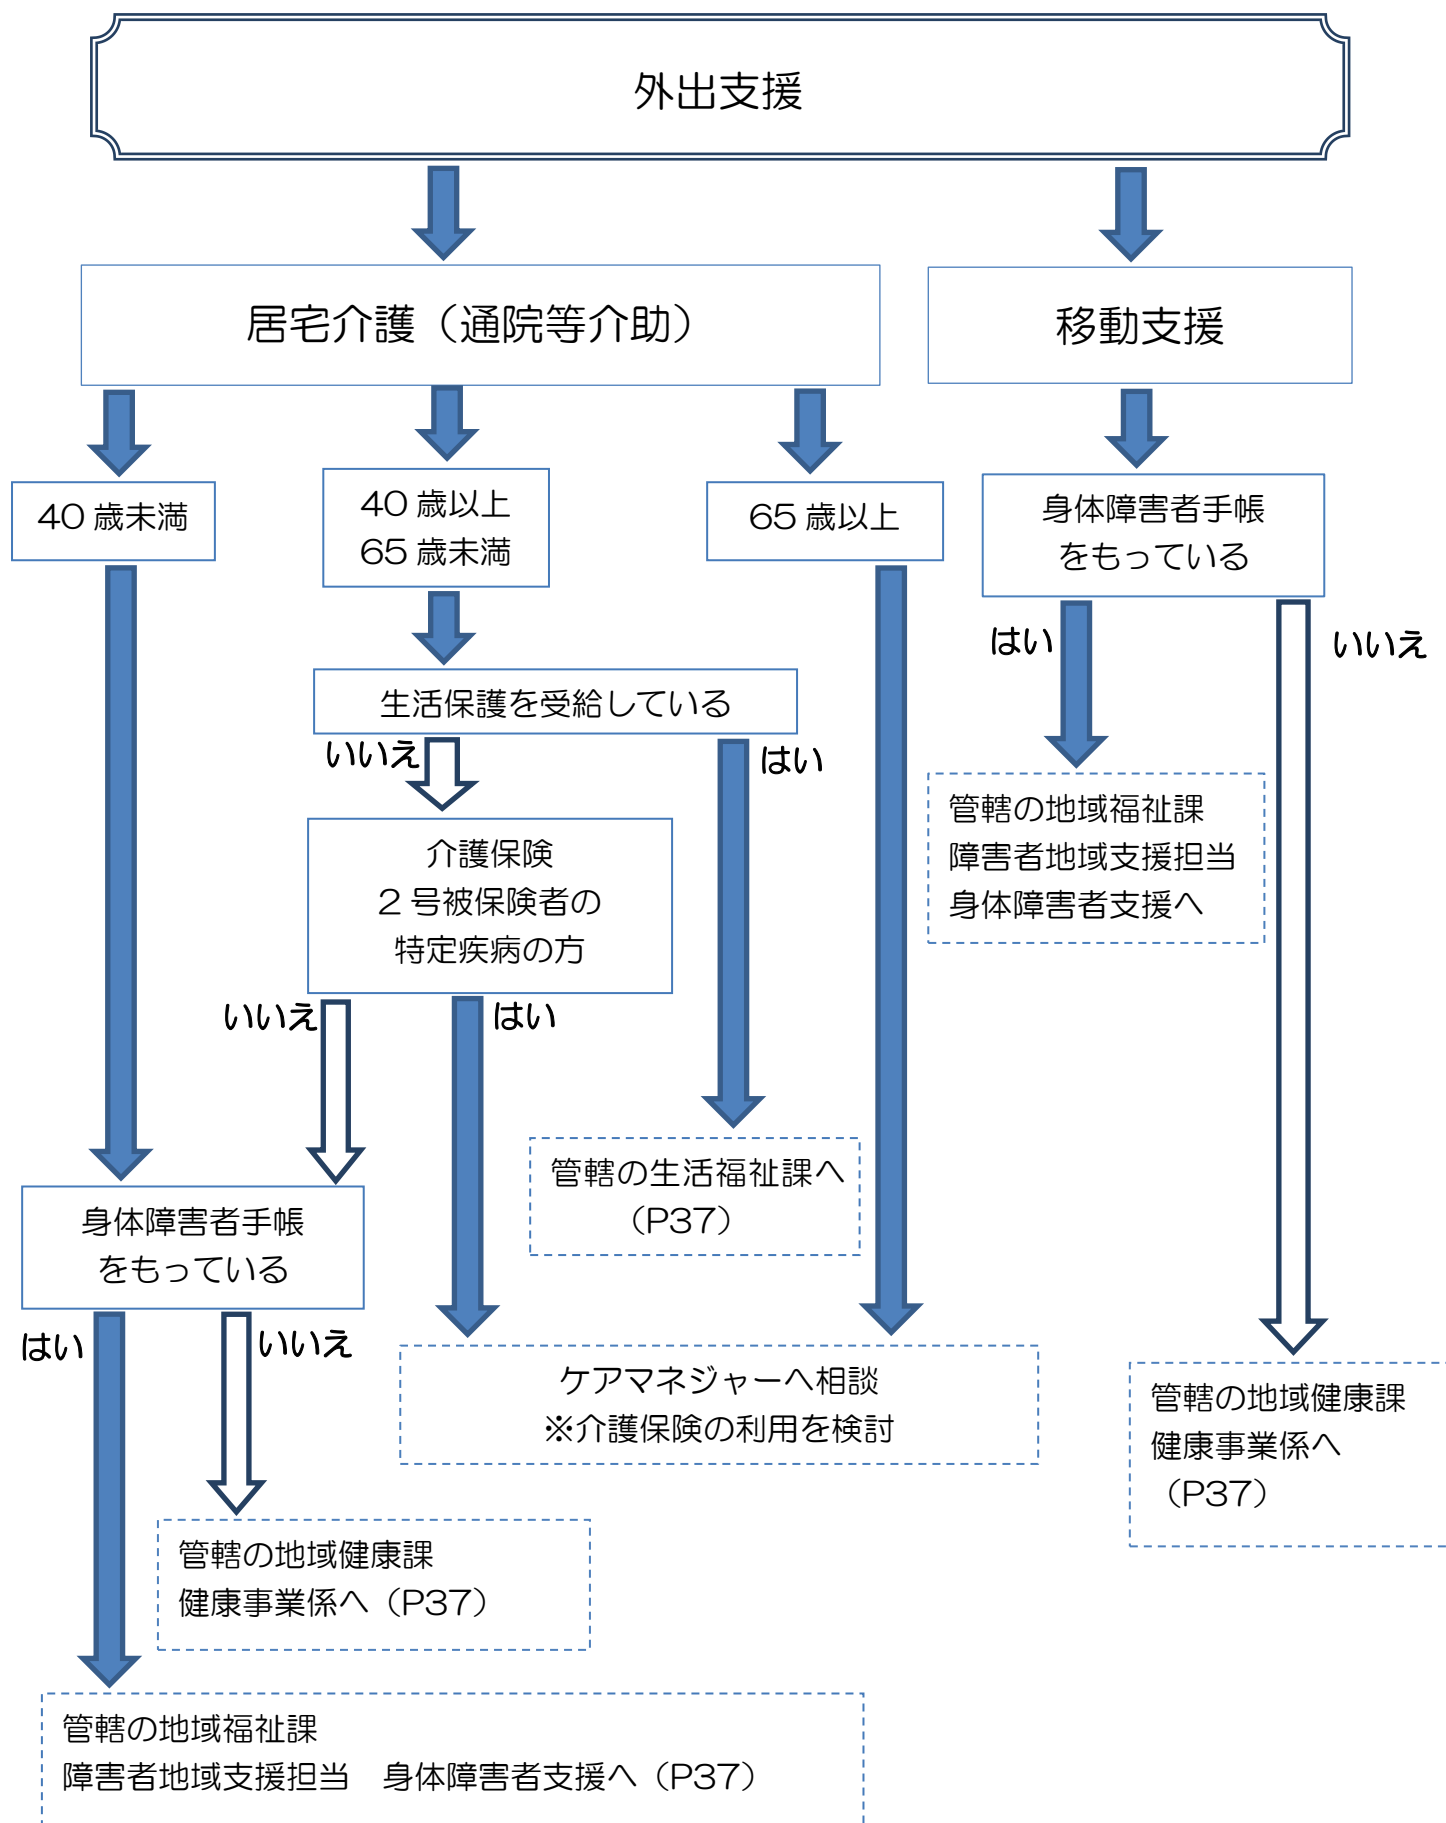 外出支援
居宅介護（通院等介助）
移動支援
40歳未満
40歳以上
65歳未満
65歳以上
身体障害者手帳
をもっている
はい
いいえ
生活保護を受給している
いいえ
はい
管轄の地域福祉課
障害者地域支援担当
身体障害者支援へ
介護保険
2号被保険者の
特定疾病の方
いいえ
はい
管轄の生活福祉課へ
（P37）
身体障害者手帳
をもっている
はい
いいえ
ケアマネジャーへ相談
※介護保険の利用を検討
管轄の地域健康課
健康事業係へ
（P37）
管轄の地域健康課
健康事業係へ（P37）
管轄の地域福祉課
障害者地域支援担当　身体障害者支援へ（P37）